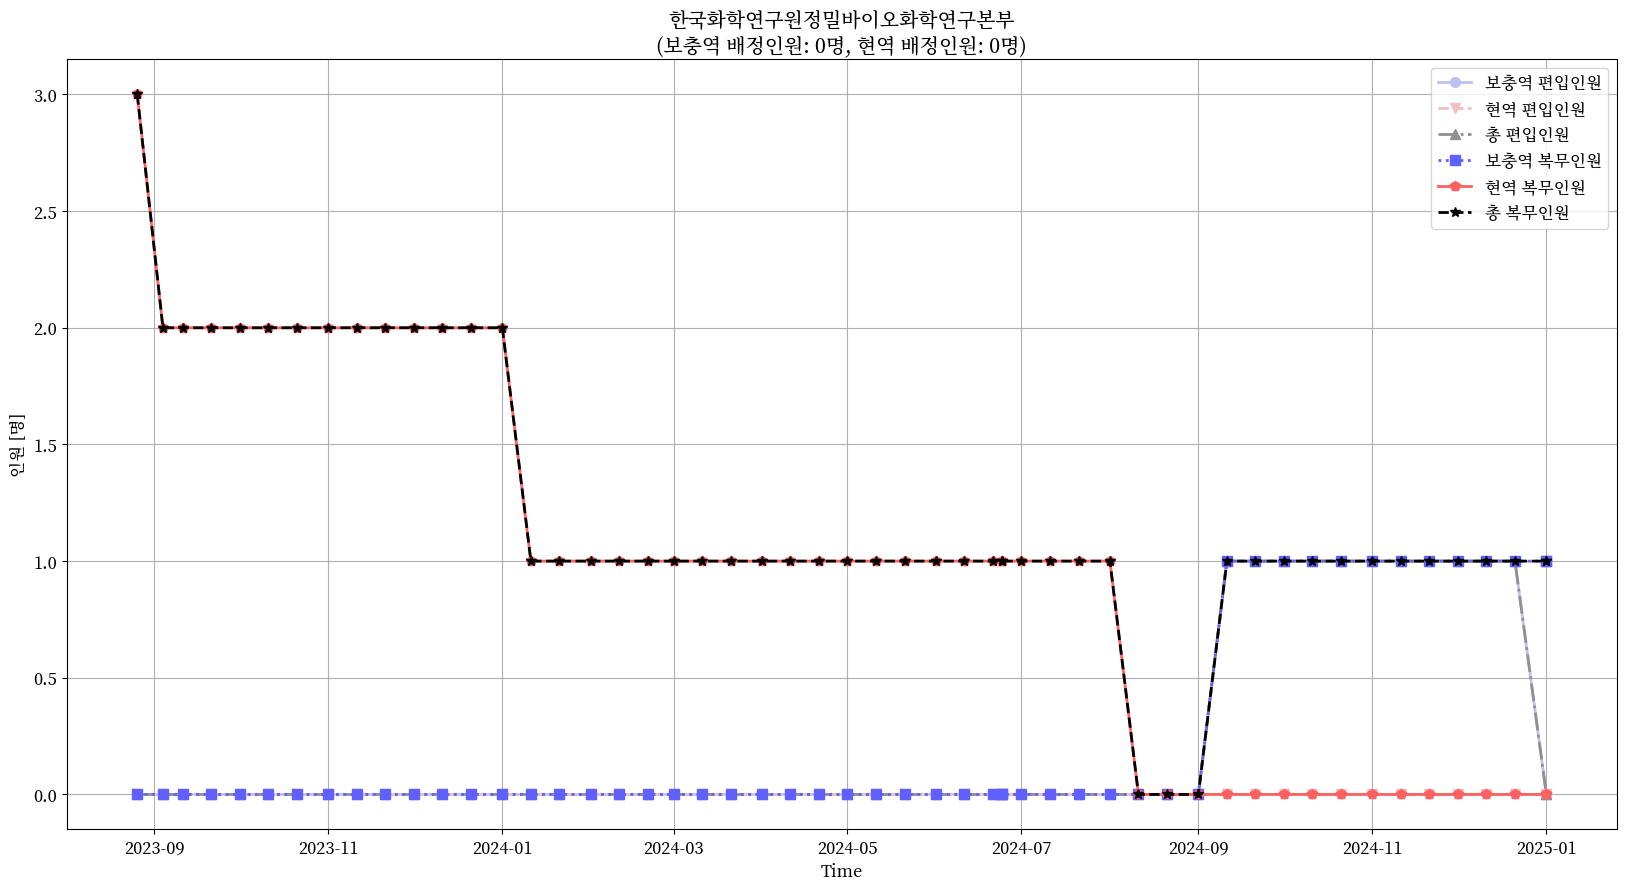 한국화학연구원정밀바이오화학연구본부
(보충역 배정인원: 0명, 현역 배정인원: 0명)
보충역 편입인원
현역 편입인원
총 편입인원
보충역 복무인원
현역 복무인원
총 복무인원
인원 [명]
3.0
2.5
2.0
1.5
1.0
0.5
0.0
2023-09
2023-11
2024-01
2024-03
2024-05
2024-07
2024-09
2024-11
2025-01
Time